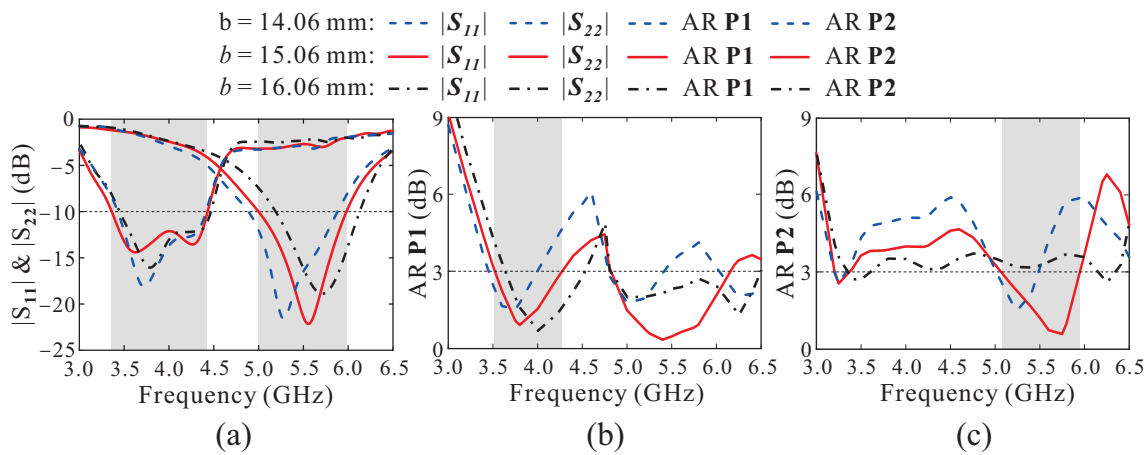 b = 14.06 mm: |S11| |S22| AR P1 AR P2
b = 15.06 mm: |S11| |S22| AR P1 AR P2
b = 16.06 mm: |S11| |S22| AR P1 AR P2
|S11| & |S22| (dB)
0
−5
−10
−15
−20
−25
3.0 3.5 4.0 4.5 5.0 5.5 6.0 6.5
Frequency (GHz)
(a)
AR P1 (dB)
9
6
3
0
3.0 3.5 4.0 4.5 5.0 5.5 6.0 6.5
Frequency (GHz)
(b)
AR P2 (dB)
9
6
3
0
3.0 3.5 4.0 4.5 5.0 5.5 6.0 6.5
Frequency (GHz)
(c)